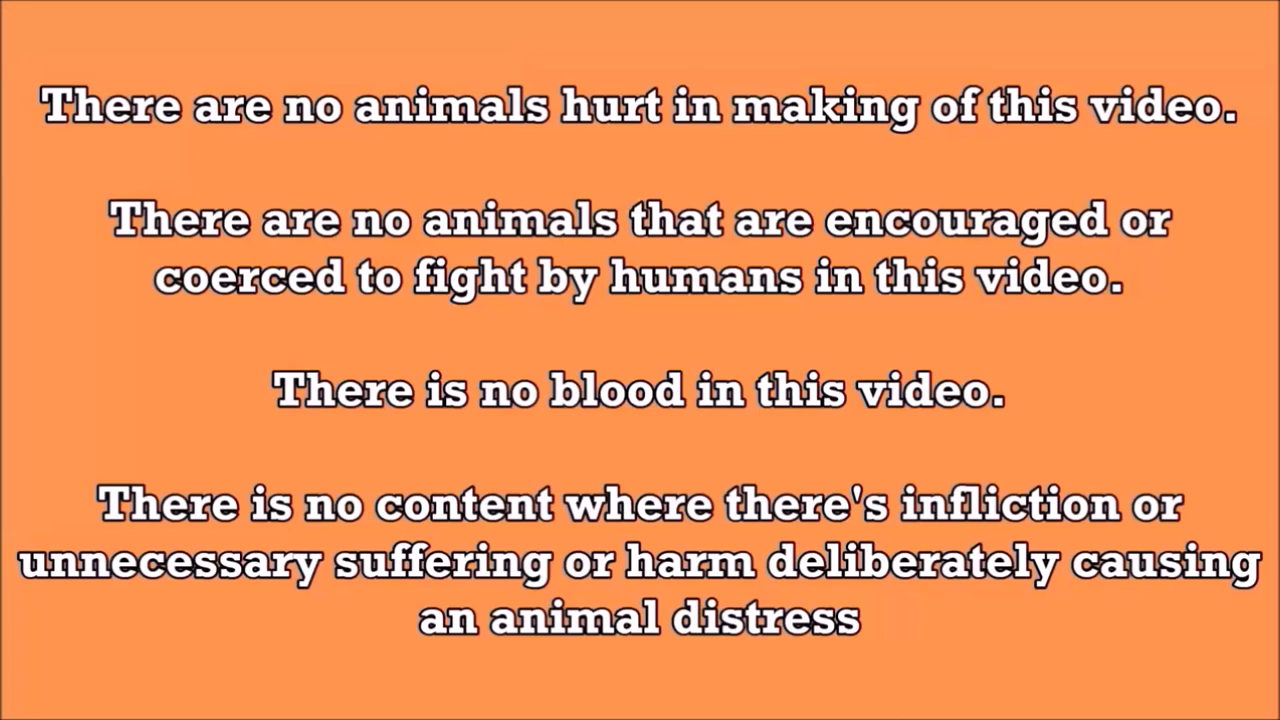 There are no animals hurt in making of this video.
There are no animals that are encouraged or
coerced to fight by humans in this video.
There is no blood in this video.
There is no content where there's infliction or
unnecessary suffering or harm deliberately causing
an animal distress